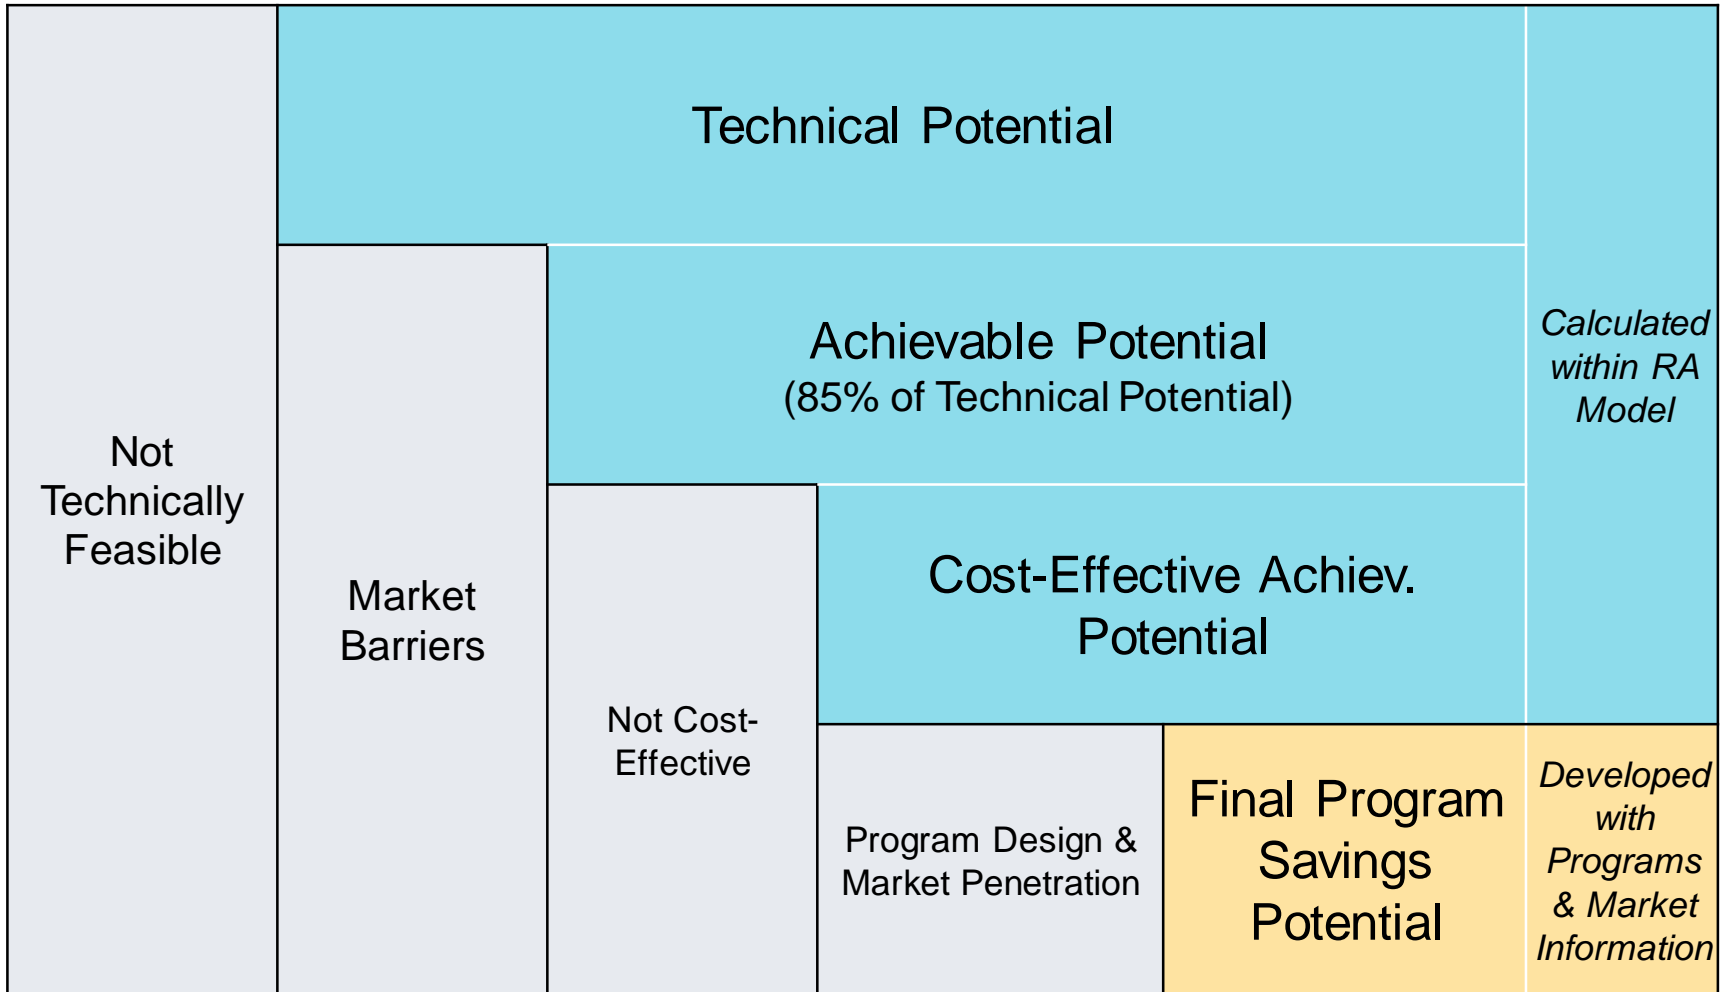 Technical Potential
Achievable Potential
(85% of Technical Potential)
Calculated
within RA
Model
Not
Technically
Feasible
Market
Barriers
Cost-Effective Achiev.
Potential
Not Cost-
Effective
Program Design &
Market Penetration
Final Program
Savings
Potential
Developed
with
Programs
& Market
Information